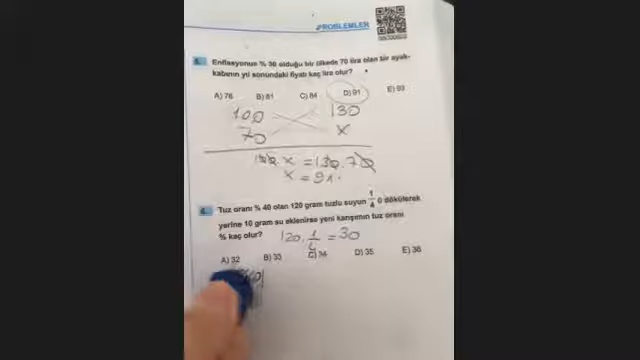 PROBLEMLER
5. Enflasyonun % 30 olduğu bir ülkede 70 lira olan bir ayak-
kabının yıl sonundaki fiyatı kaç lira olur?
A) 76 B) 81 C) 84 D) 91 E) 93
100 130
70 x
100.x = 130.70
x = 91.
6. Tuz oranı % 40 olan 120 gram tuzlu suyun 1/4 ü dökülerek
yerine 10 gram su eklenirse yeni karışımın tuz oranı
% kaç olur?
120. 1/4 = 30
A) 32 B) 33 C) 34 D) 35 E) 36